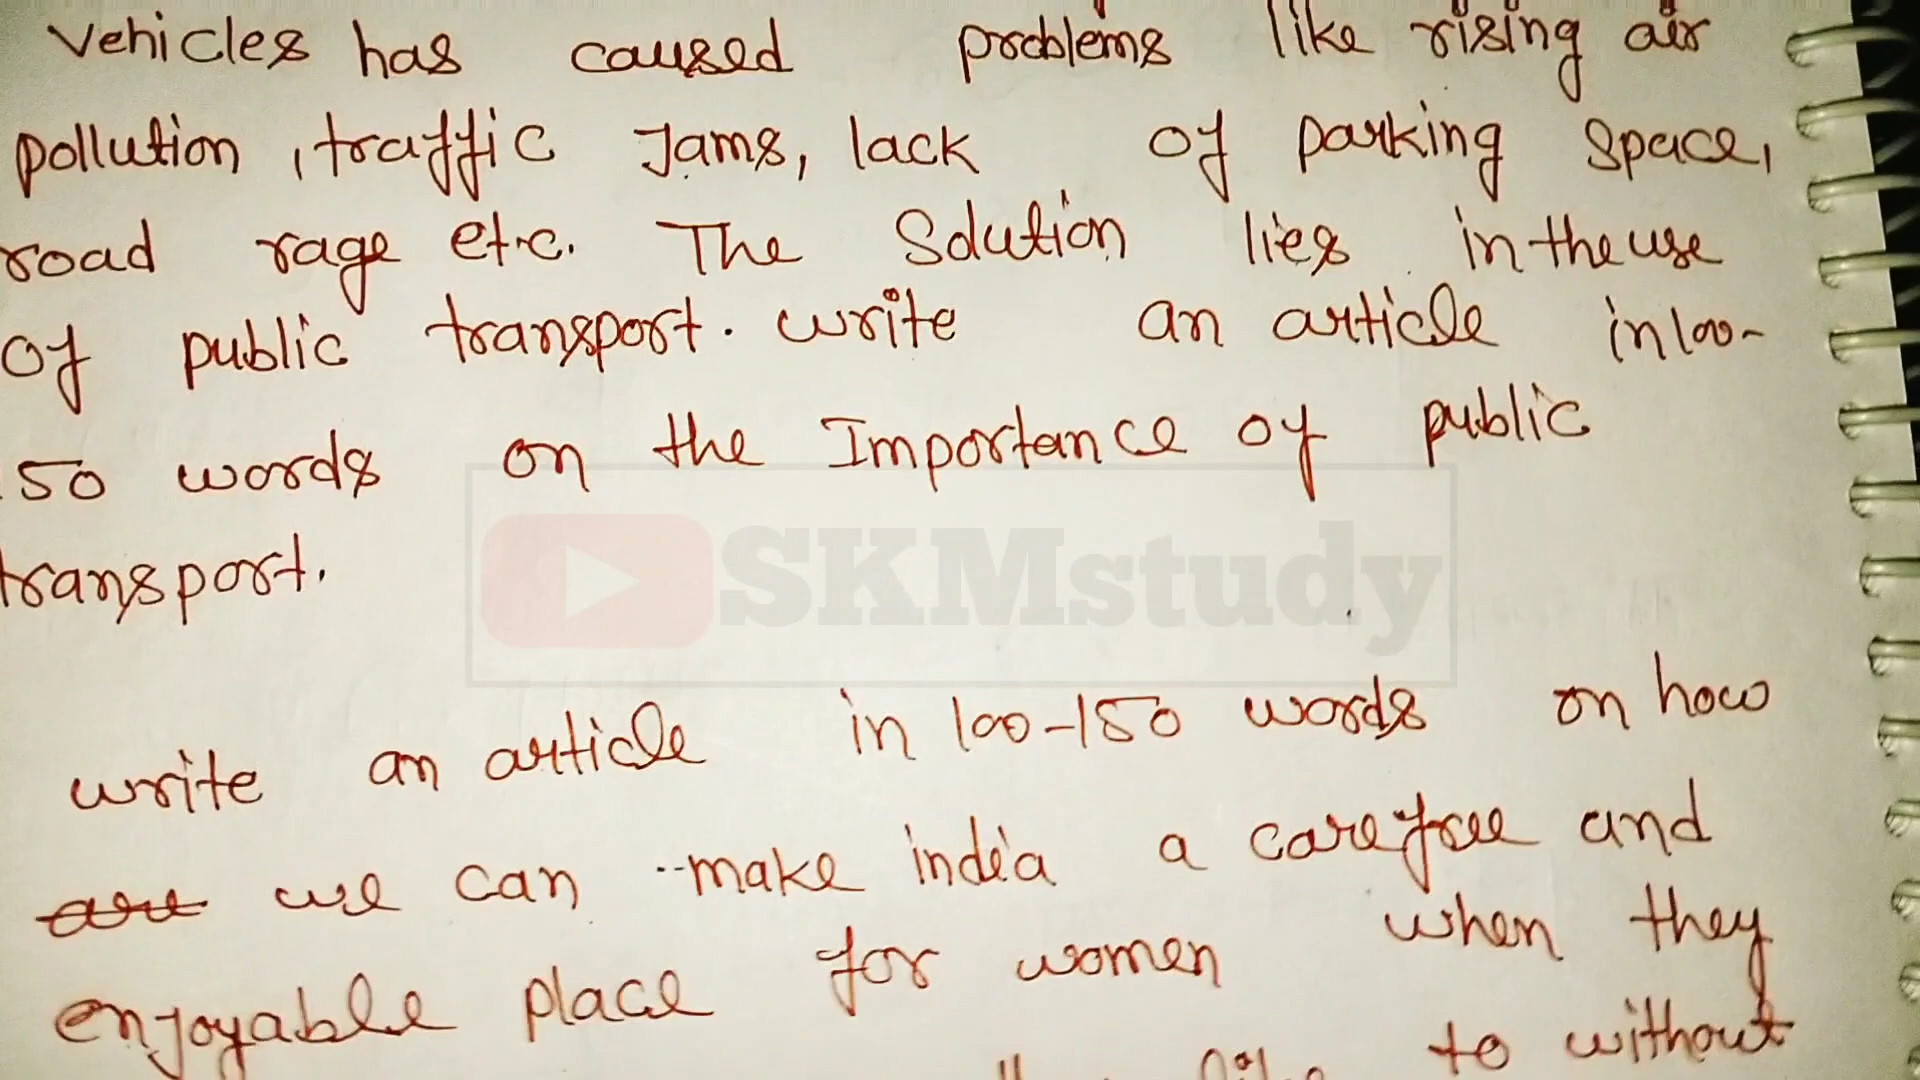 vehicles has caused problems like rising air
pollution, traffic Jams, lack of parking space,
road rage etc. The Solution lies in the use
of public transport. write an article in 100-
150 words on the Importance of public
transport.
SKMstudy
write an article in 100-150 words on how
are we can make india a carefree and
enjoyable place for women when they
to without